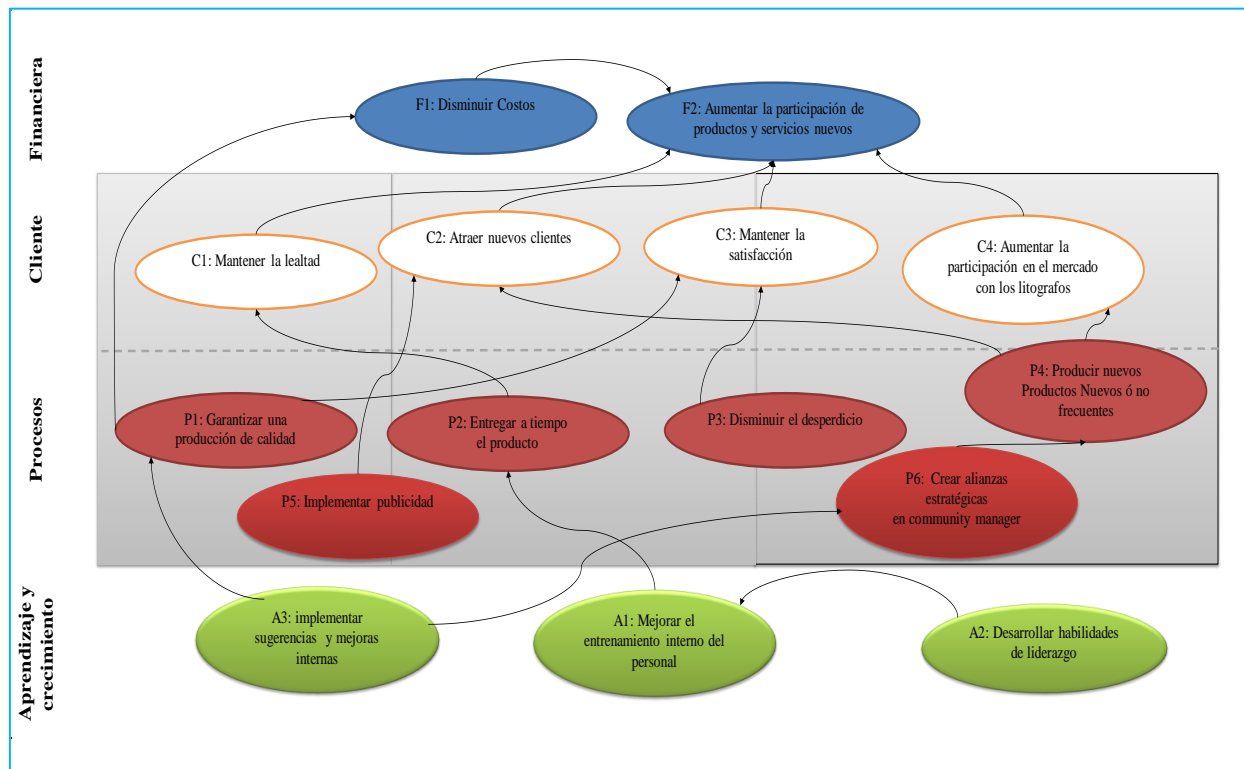 Financiera
F1: Disminuir Costos
F2: Aumentar la participación de
productos y servicios nuevos
Cliente
C1: Mantener la lealtad
C2: Atraer nuevos clientes
C3: Mantener la
satisfacción
C4: Aumentar la
participación en el mercado
con los litografos
Procesos
P1: Garantizar una
producción de calidad
P2: Entregar a tiempo
el producto
P3: Disminuir el desperdicio
P4: Producir nuevos
Productos Nuevos ó no
frecuentes
P5: Implementar publicidad
P6: Crear alianzas
estratégicas
en community manager
Aprendizaje y
crecimiento
A3: implementar
sugerencias y mejoras
internas
A1: Mejorar el
entrenamiento interno del
personal
A2: Desarrollar habilidades
de liderazgo